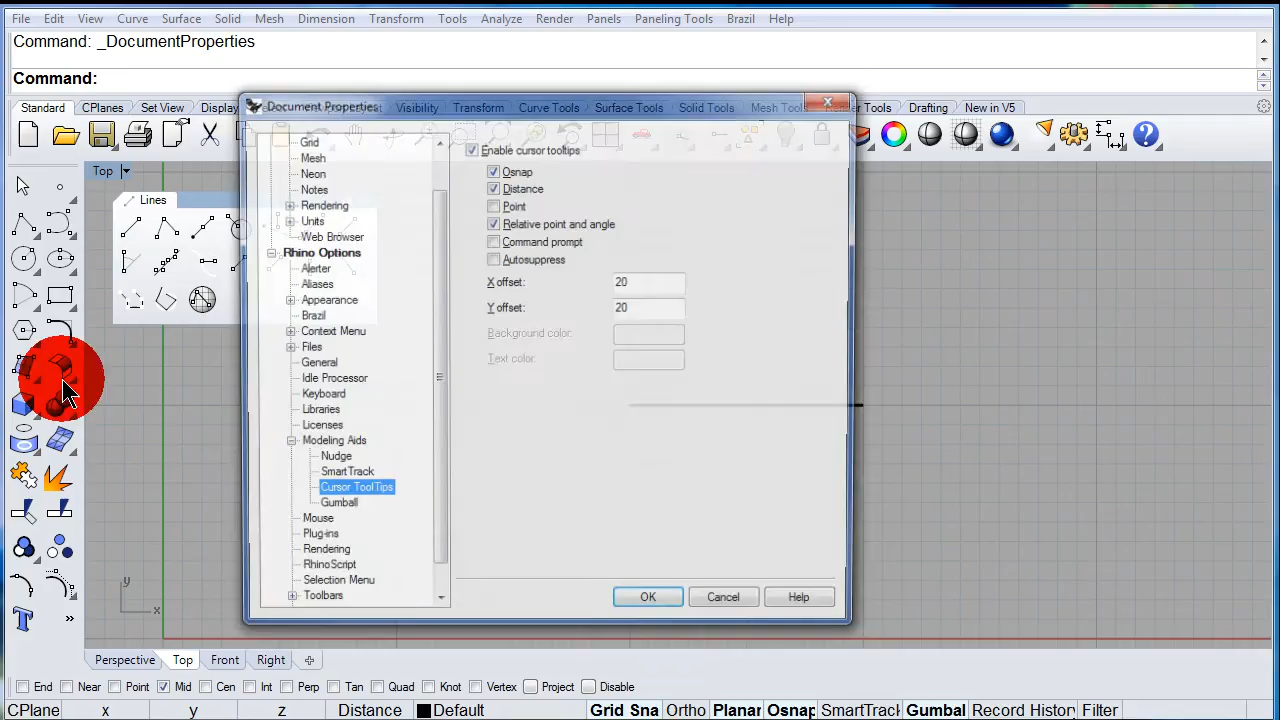 File Edit View Curve Surface Solid Mesh Dimension Transform Tools Analyze Render Panels Paneling Tools Brazil Help
Command: _DocumentProperties
Command:
Standard CPlanes Set View Display Visibility Transform Curve Tools Surface Tools Solid Tools Mesh Tools Render Tools Drafting New in V5
Document Properties
Top
Lines
Grid
Mesh
Neon
Notes
Rendering
Units
Web Browser
Rhino Options
Alerter
Aliases
Appearance
Brazil
Context Menu
Files
General
Idle Processor
Keyboard
Libraries
Licenses
Modeling Aids
Nudge
SmartTrack
Cursor ToolTips
Gumball
Mouse
Plug-ins
Rendering
RhinoScript
Selection Menu
Toolbars
Enable cursor tooltips
Osnap
Distance
Point
Relative point and angle
Command prompt
Autosuppress
X offset: 20
Y offset: 20
Background color:
Text color:
OK Cancel Help
y
x
Perspective Top Front Right
End Near Point Mid Cen Int Perp Tan Quad Knot Vertex Project Disable
CPlane x y z Distance Default Grid Sna Ortho Planar Osnap SmartTrack Gumbal Record History Filter